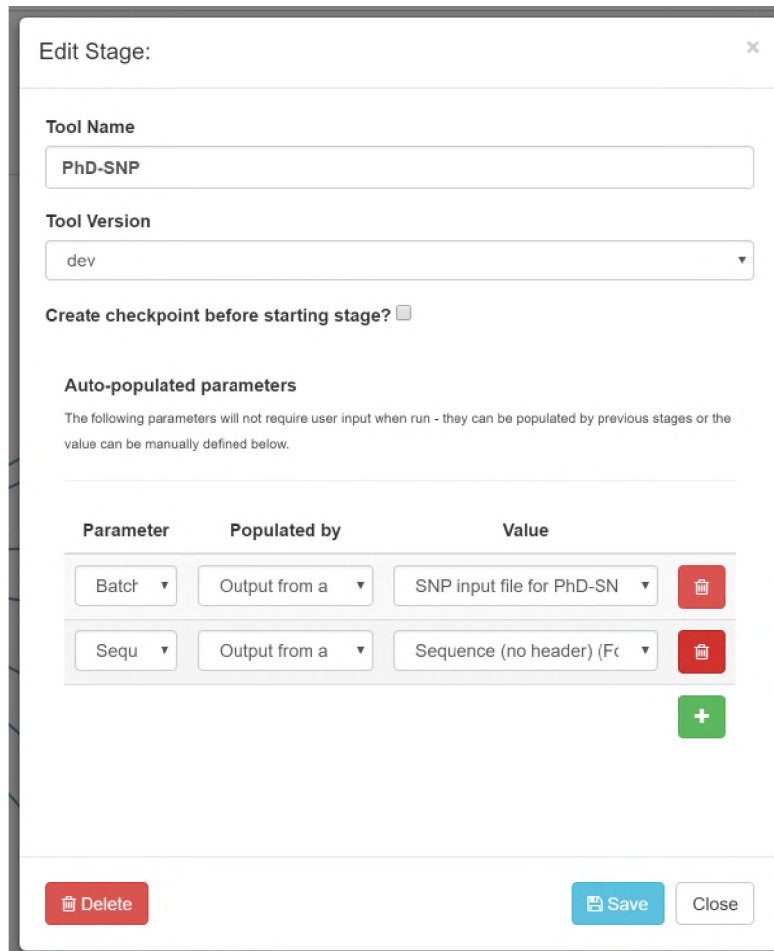 Edit Stage:
×
Tool Name
PhD-SNP
Tool Version
dev
Create checkpoint before starting stage?
Auto-populated parameters
The following parameters will not require user input when run - they can be populated by previous stages or the
value can be manually defined below.
Parameter Populated by Value
Batch Output from a SNP input file for PhD-SN
Sequ Output from a Sequence (no header) (Fo
Delete Save Close